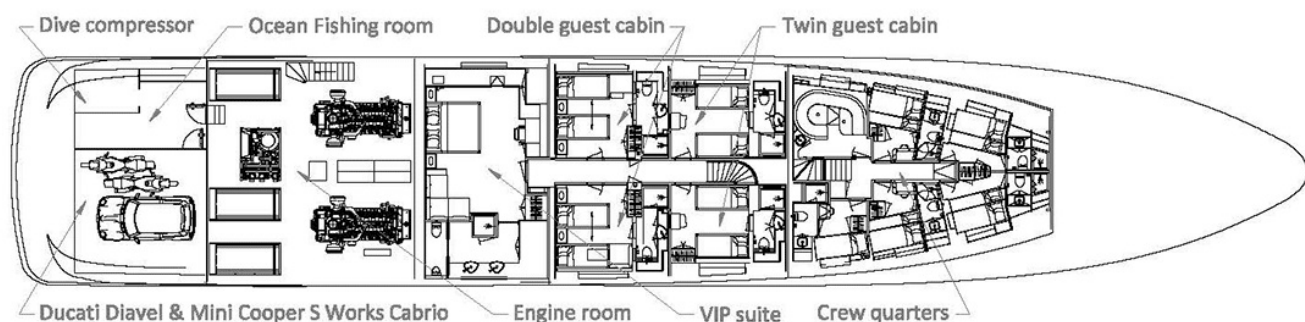 Dive compressor
Ocean Fishing room
Double guest cabin
Twin guest cabin
Ducati Diavel & Mini Cooper S Works Cabrio
Engine room
VIP suite
Crew quarters